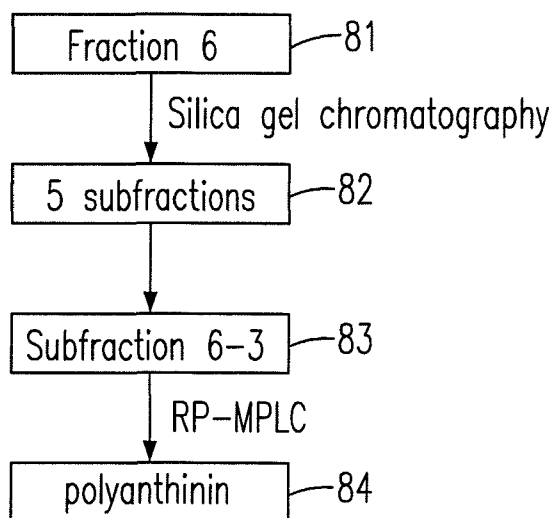 Fraction 6
81
Silica gel chromatography
5 subfractions
82
Subfraction 6-3
83
RP-MPLC
polyanthinin
84